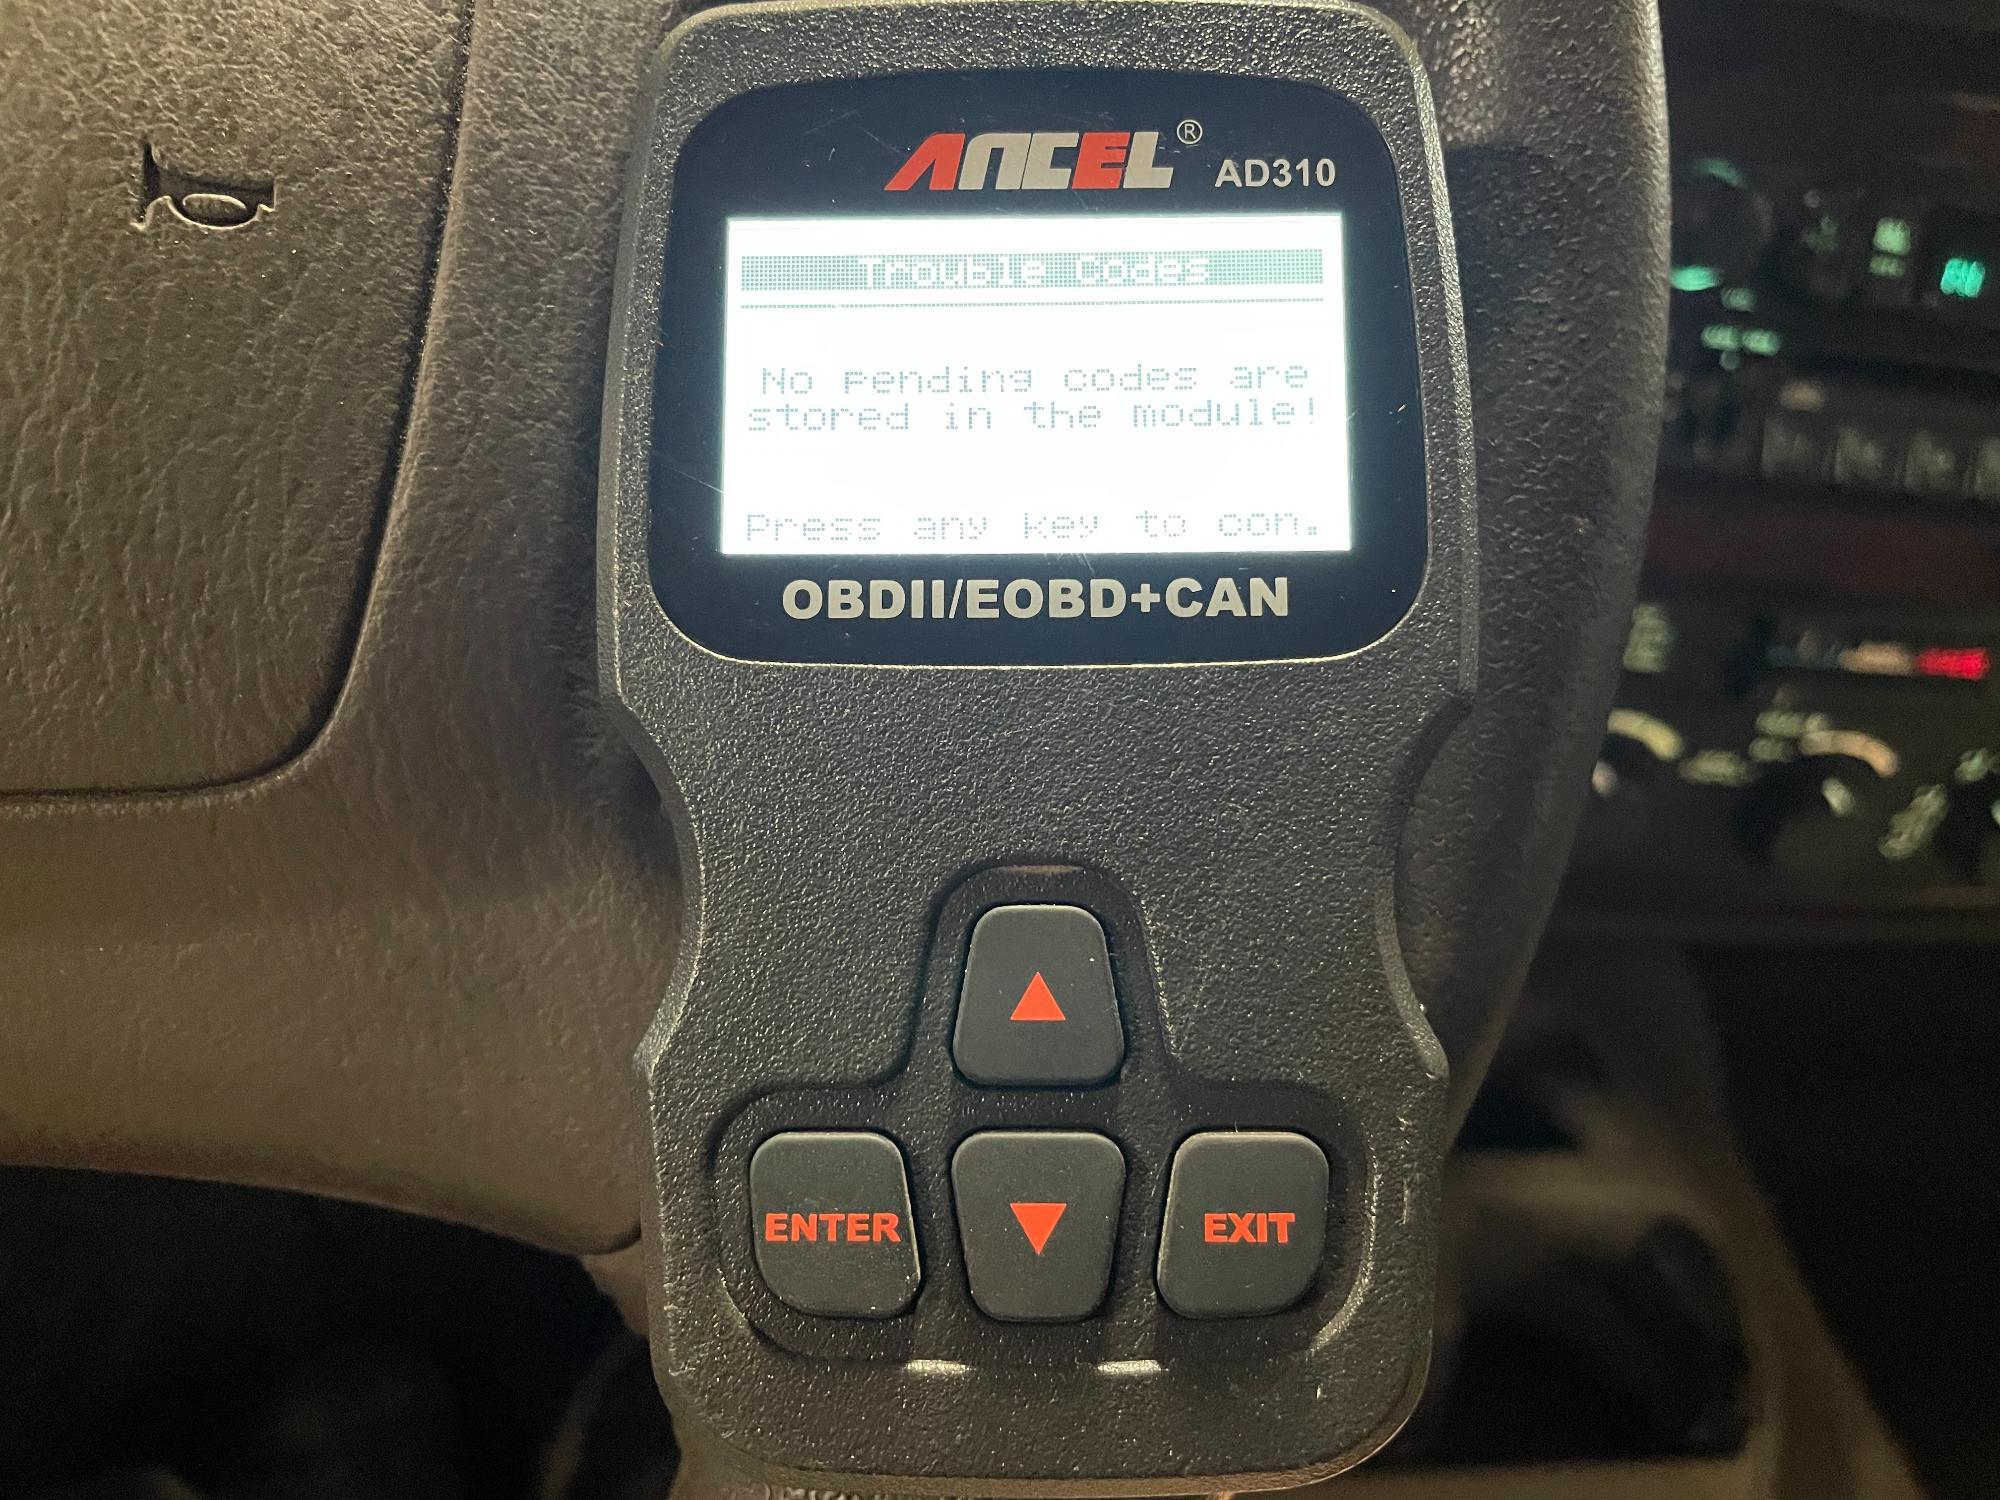 ANCEL® AD310
Trouble Codes
No pending codes are
stored in the module!
Press any key to con.
OBDII/EOBD+CAN
ENTER
EXIT